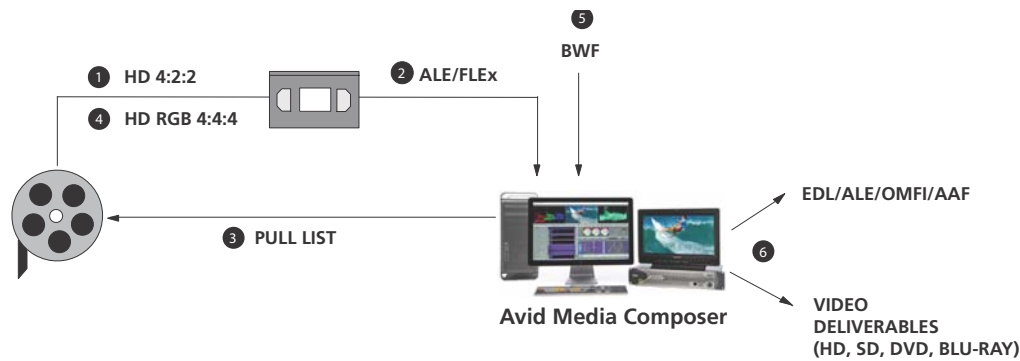 5
BWF
1 HD 4:2:2
2 ALE/FLEx
4 HD RGB 4:4:4
EDL/ALE/OMFI/AAF
3 PULL LIST
6
Avid Media Composer
VIDEO
DELIVERABLES
(HD, SD, DVD, BLU-RAY)